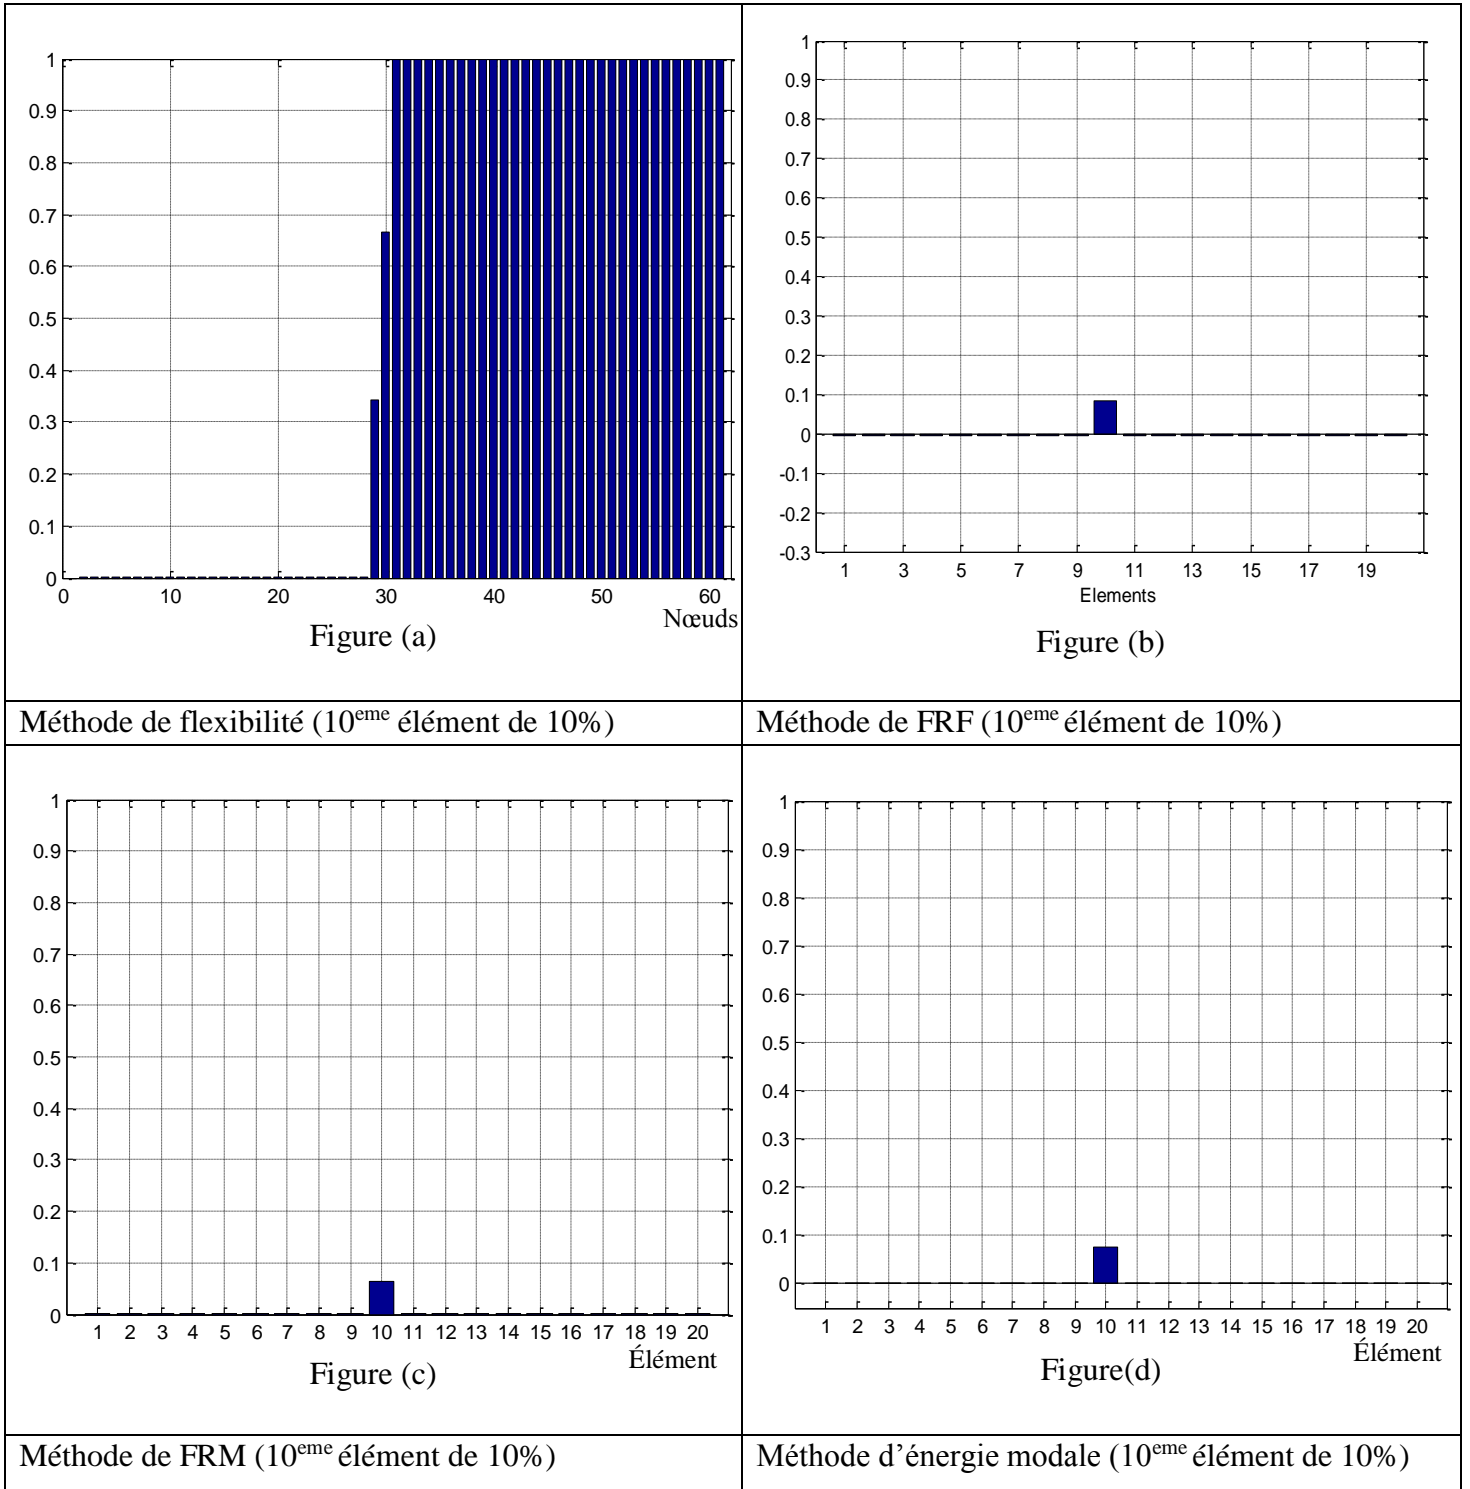 1
0.9
0.8
0.7
0.6
0.5
0.4
0.3
0.2
0.1
0
0 10 20 30 40 50 60
Nœuds
Figure (a)
1
0.9
0.8
0.7
0.6
0.5
0.4
0.3
0.2
0.1
0
-0.1
-0.2
-0.3
1 3 5 7 9 11 13 15 17 19
Elements
Figure (b)
Méthode de flexibilité (10eme élément de 10%)
Méthode de FRF (10eme élément de 10%)
1
0.9
0.8
0.7
0.6
0.5
0.4
0.3
0.2
0.1
0
1 2 3 4 5 6 7 8 9 10 11 12 13 14 15 16 17 18 19 20
Élément
Figure (c)
1
0.9
0.8
0.7
0.6
0.5
0.4
0.3
0.2
0.1
0
1 2 3 4 5 6 7 8 9 10 11 12 13 14 15 16 17 18 19 20
Élément
Figure(d)
Méthode de FRM (10eme élément de 10%)
Méthode d’énergie modale (10eme élément de 10%)